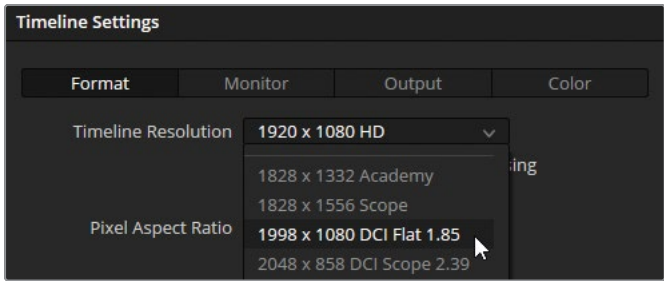 Timeline Settings
Format Monitor Output Color
Timeline Resolution 1920 x 1080 HD
sing
1828 x 1332 Academy
1828 x 1556 Scope
Pixel Aspect Ratio 1998 x 1080 DCI Flat 1.85
2048 x 858 DCI Scope 2.39